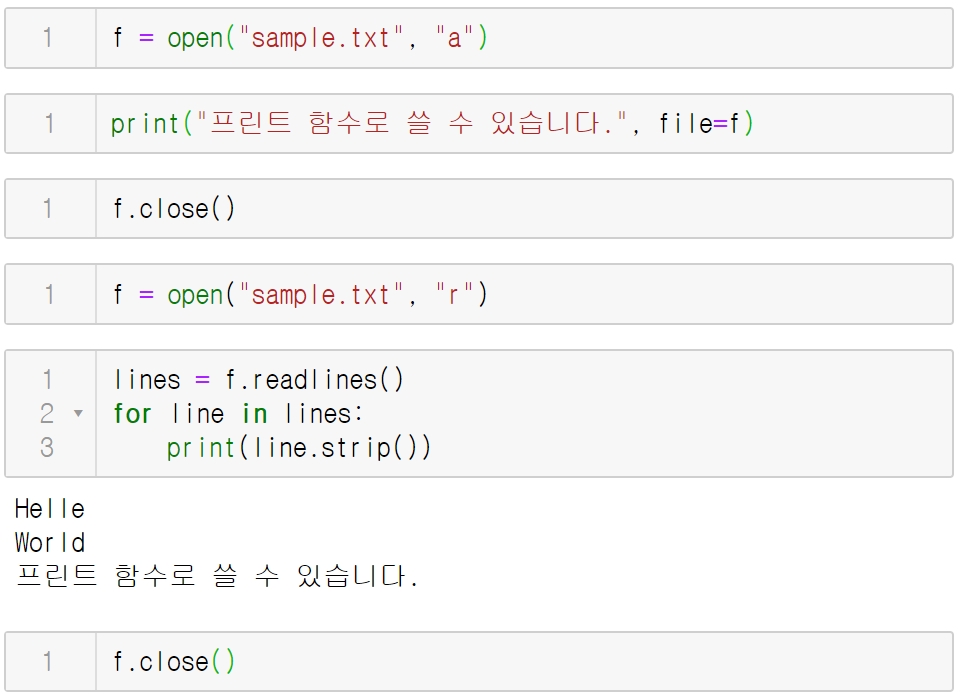 1 f = open("sample.txt", "a")
1 print("프린트 함수로 쓸 수 있습니다.", file=f)
1 f.close()
1 f = open("sample.txt", "r")
1 lines = f.readlines()
2 for line in lines:
3     print(line.strip())
Helle
World
프린트 함수로 쓸 수 있습니다.
1 f.close()